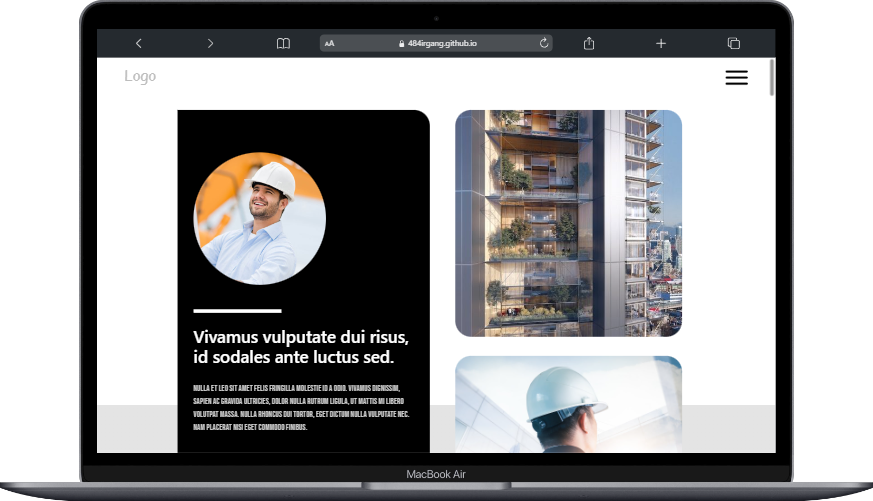 AA 484irgang.github.io
Logo
Vivamus vulputate dui risus,
id sodales ante luctus sed.
NULLA ET LEO SIT AMET FELIS FRINGILLA MOLESTIE ID A ODIO. VIVAMUS DIGNISSIM,
SAPIEN AC GRAVIDA ULTRICIES, DOLOR NULLA RUTRUM LIGULA, UT MATTIS MI LIBERO
VOLUTPAT MASSA. NULLA RHONCUS DUI TORTOR, EGET DICTUM NULLA VULPUTATE NEC.
NAM PLACERAT NISI EGET COMMODO FINIBUS.
MacBook Air